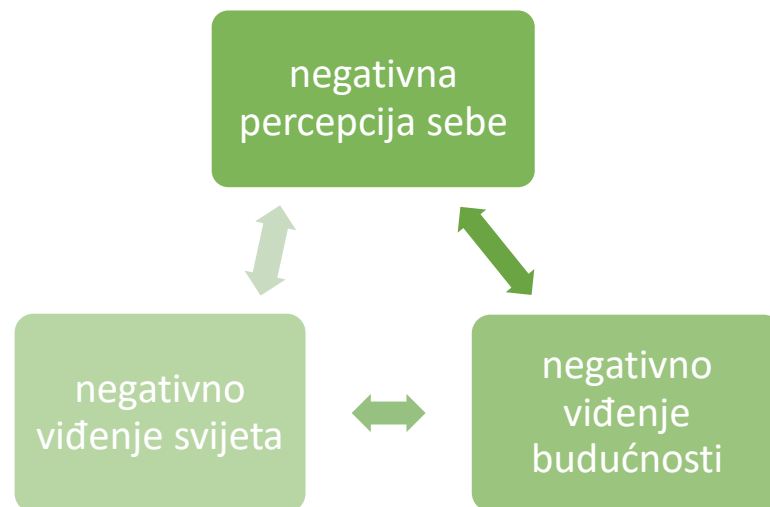 negativna
percepcija sebe
negativno
viđenje svijeta
negativno
viđenje
budućnosti